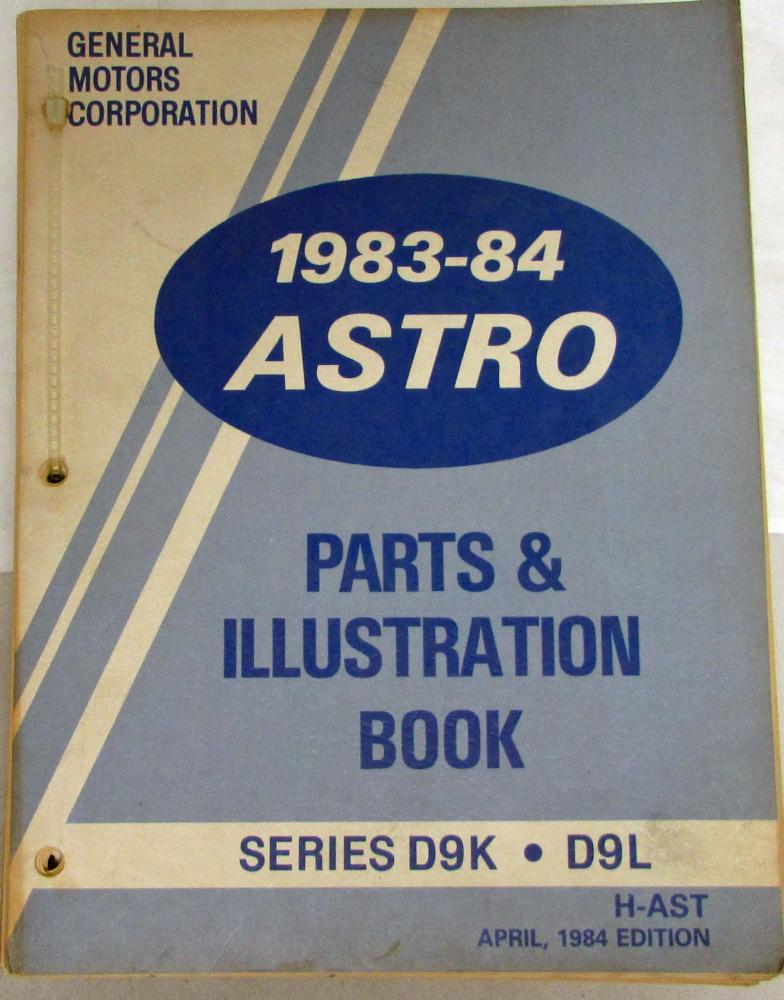 GENERAL
MOTORS
CORPORATION
1983-84
ASTRO
PARTS &
ILLUSTRATION
BOOK
SERIES D9K • D9L
H-AST
APRIL, 1984 EDITION